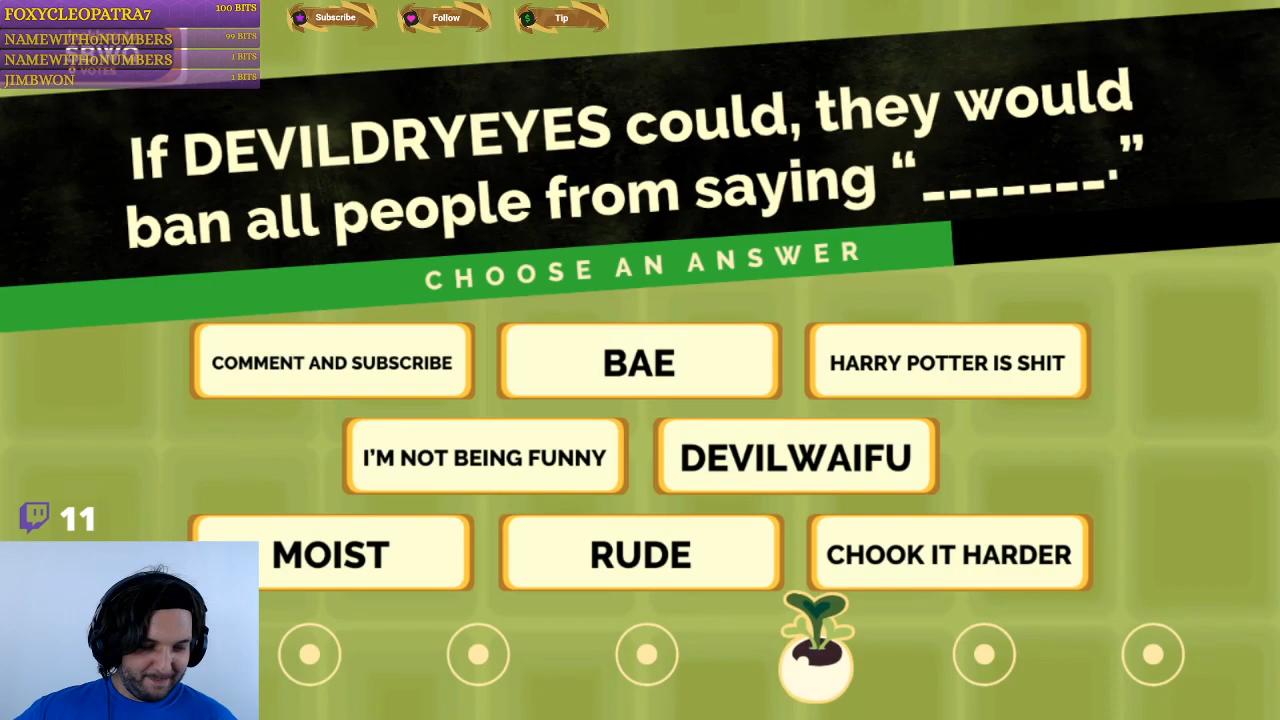 FOXYCLEOPATRA7 100 BITS
NAMEWITH0NUMBERS 99 BITS
NAMEWITH0NUMBERS 1 BITS
JIMBWON 1 BITS
Subscribe
Follow
Tip
If DEVILDRYEYES could, they would
ban all people from saying “_______.”
CHOOSE AN ANSWER
COMMENT AND SUBSCRIBE
BAE
HARRY POTTER IS SHIT
I’M NOT BEING FUNNY
DEVILWAIFU
MOIST
RUDE
CHOOK IT HARDER
11